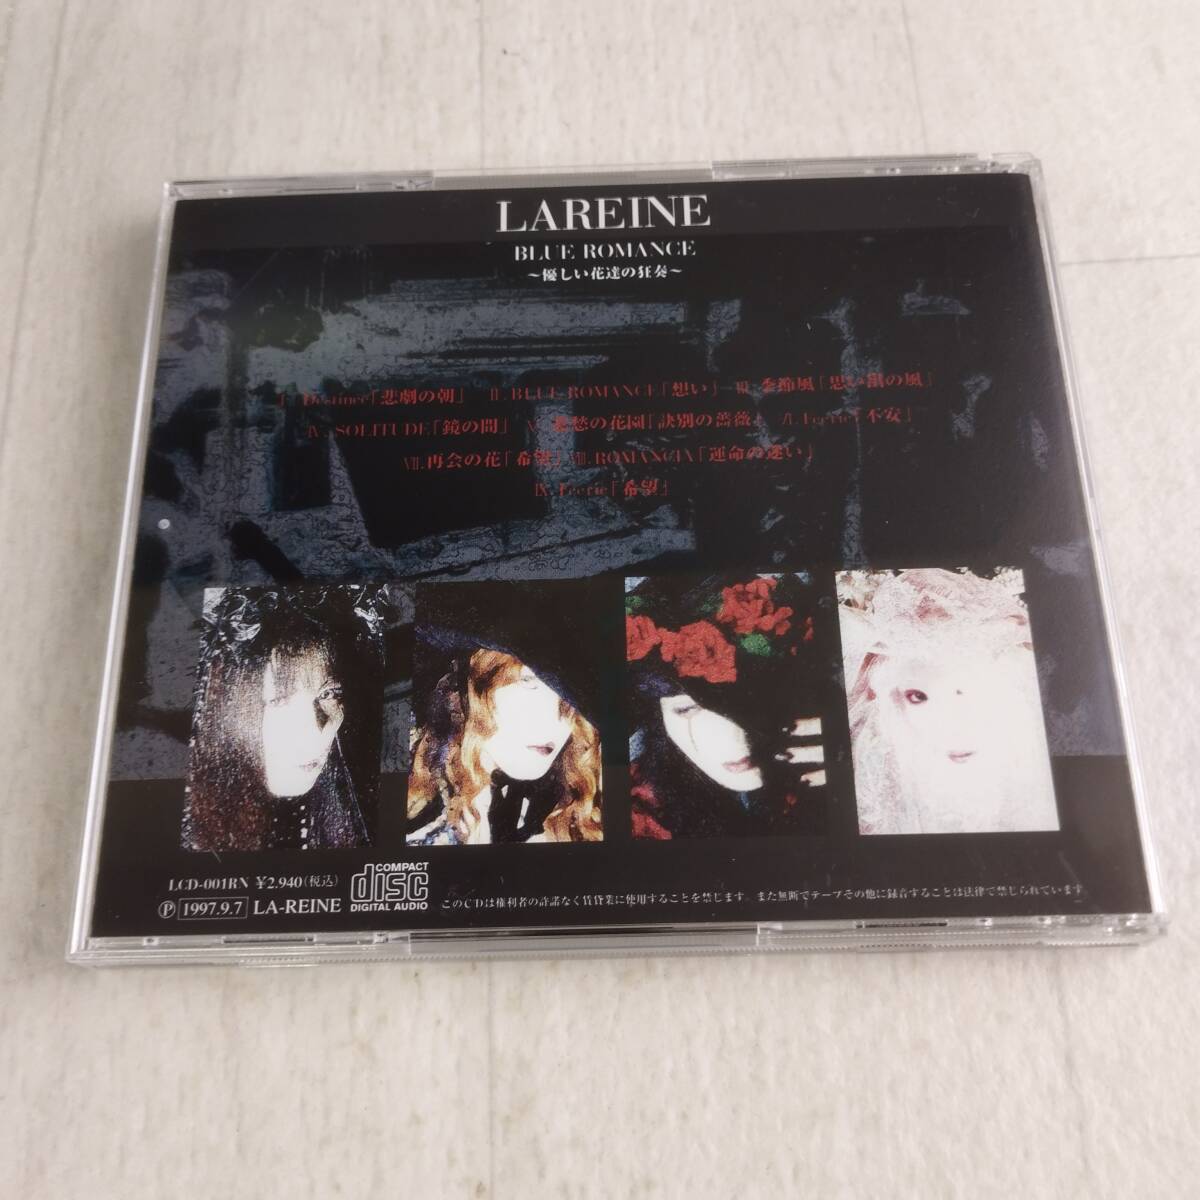 LAREINE
BLUE ROMANCE
~優しい花達の狂奏~
I. Destinee「悲劇の朝」 II. BLUE ROMANCE「想い」 III. 季節風「思い出の風」
IV. SOLITUDE「鏡の間」 V. 愁の花園「訣別の薔薇」 VI. Feerie「不安」
VII. 再会の花「希望」 VIII. ROMANCIA「運命の迷い」
IX. Feerie「希望」
LCD-001RN ¥2.940(税込)
Ⓟ 1997.9.7 LA-REINE
COMPACT
disc
DIGITAL AUDIO
このCDは権利者の許諾なく賃貸業に使用することを禁じます。また無断でテープその他に録音することは法律で禁じられています。